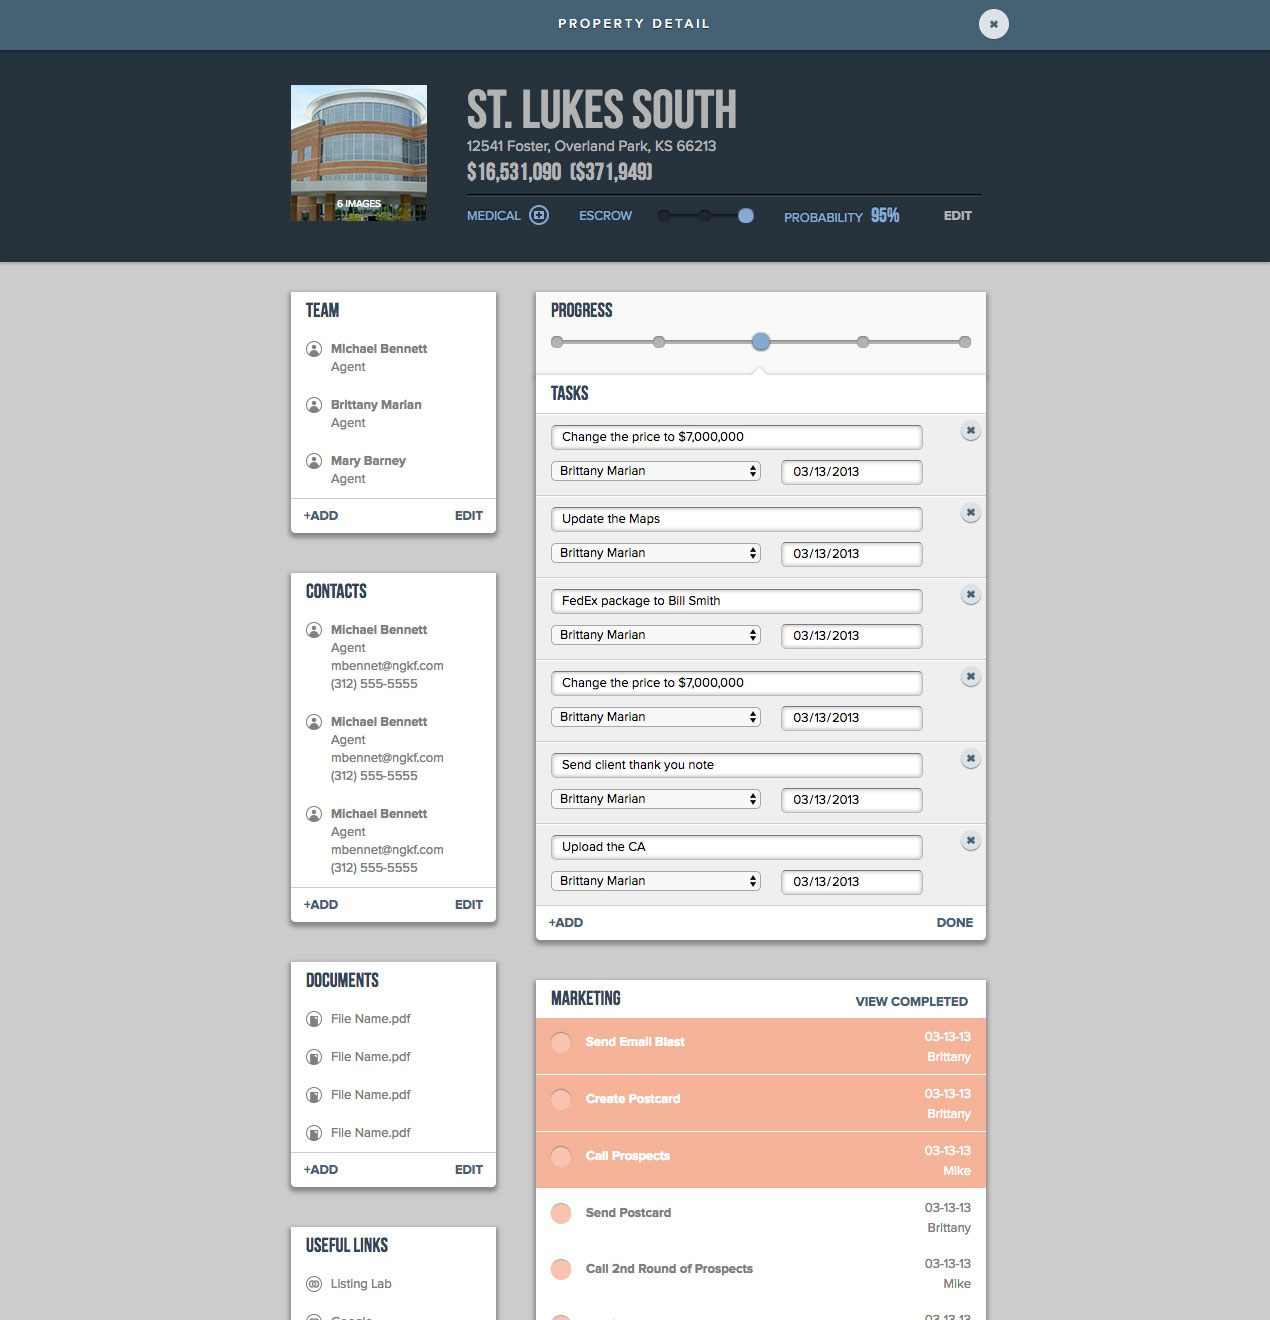 PROPERTY DETAIL
6 IMAGES
ST. LUKES SOUTH
12541 Foster, Overland Park, KS 66213
$16,531,090 ($371,949)
MEDICAL ESCROW PROBABILITY 95% EDIT
TEAM
Michael Bennett
Agent
Brittany Marian
Agent
Mary Barney
Agent
+ADD EDIT
CONTACTS
Michael Bennett
Agent
mbennet@ngkf.com
(312) 555-5555
Michael Bennett
Agent
mbennet@ngkf.com
(312) 555-5555
Michael Bennett
Agent
mbennet@ngkf.com
(312) 555-5555
+ADD EDIT
DOCUMENTS
File Name.pdf
File Name.pdf
File Name.pdf
File Name.pdf
+ADD EDIT
USEFUL LINKS
Listing Lab
Google
PROGRESS
TASKS
Change the price to $7,000,000
Brittany Marian 03/13/2013
Update the Maps
Brittany Marian 03/13/2013
FedEx package to Bill Smith
Brittany Marian 03/13/2013
Change the price to $7,000,000
Brittany Marian 03/13/2013
Send client thank you note
Brittany Marian 03/13/2013
Upload the CA
Brittany Marian 03/13/2013
+ADD DONE
MARKETING VIEW COMPLETED
Send Email Blast 03-13-13
Brittany
Create Postcard 03-13-13
Brittany
Call Prospects 03-13-13
Mike
Send Postcard 03-13-13
Brittany
Call 2nd Round of Prospects 03-13-13
Mike
03-13-13